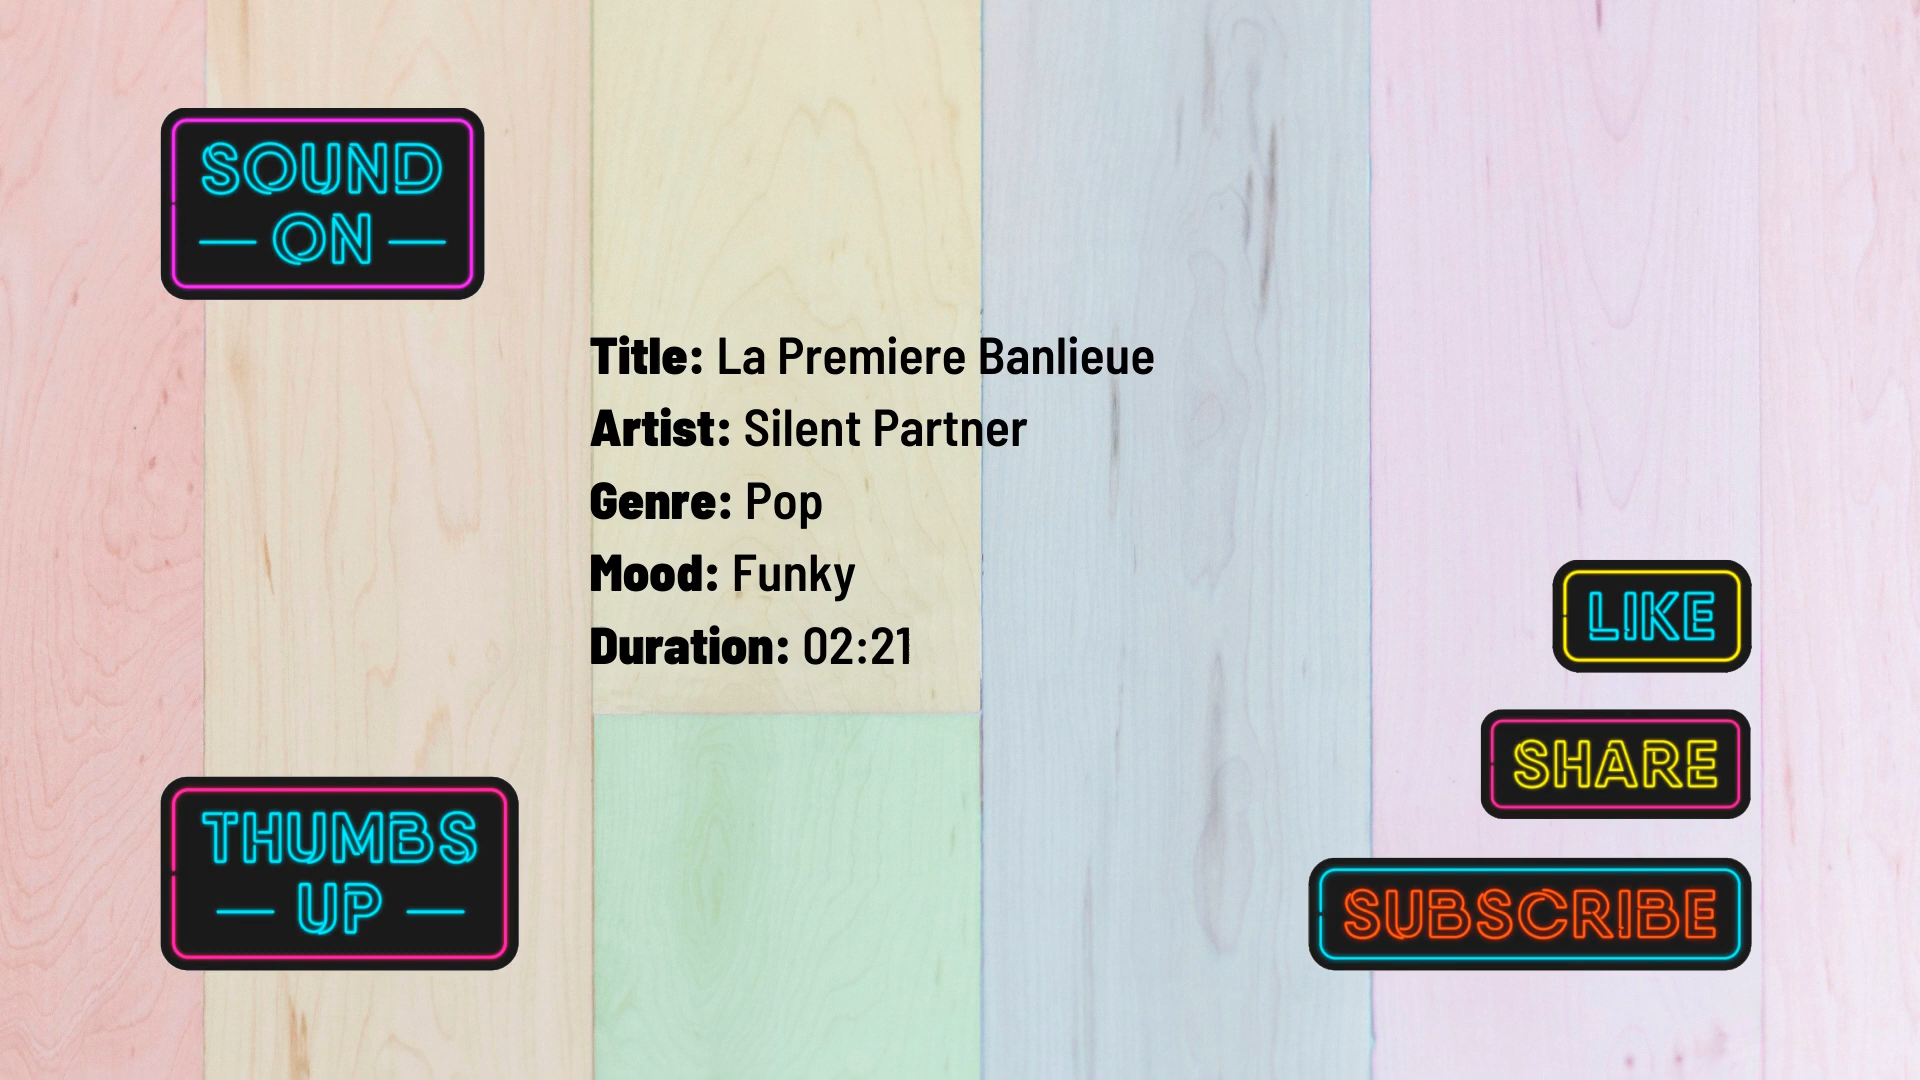 SOUND
ON
Title: La Premiere Banlieue
Artist: Silent Partner
Genre: Pop
Mood: Funky
Duration: 02:21
LIKE
SHARE
THUMBS
UP
SUBSCRIBE